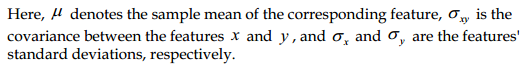 Here, μ denotes the sample mean of the corresponding feature, σxy is the
covariance between the features x and y, and σx and σy are the features'
standard deviations, respectively.